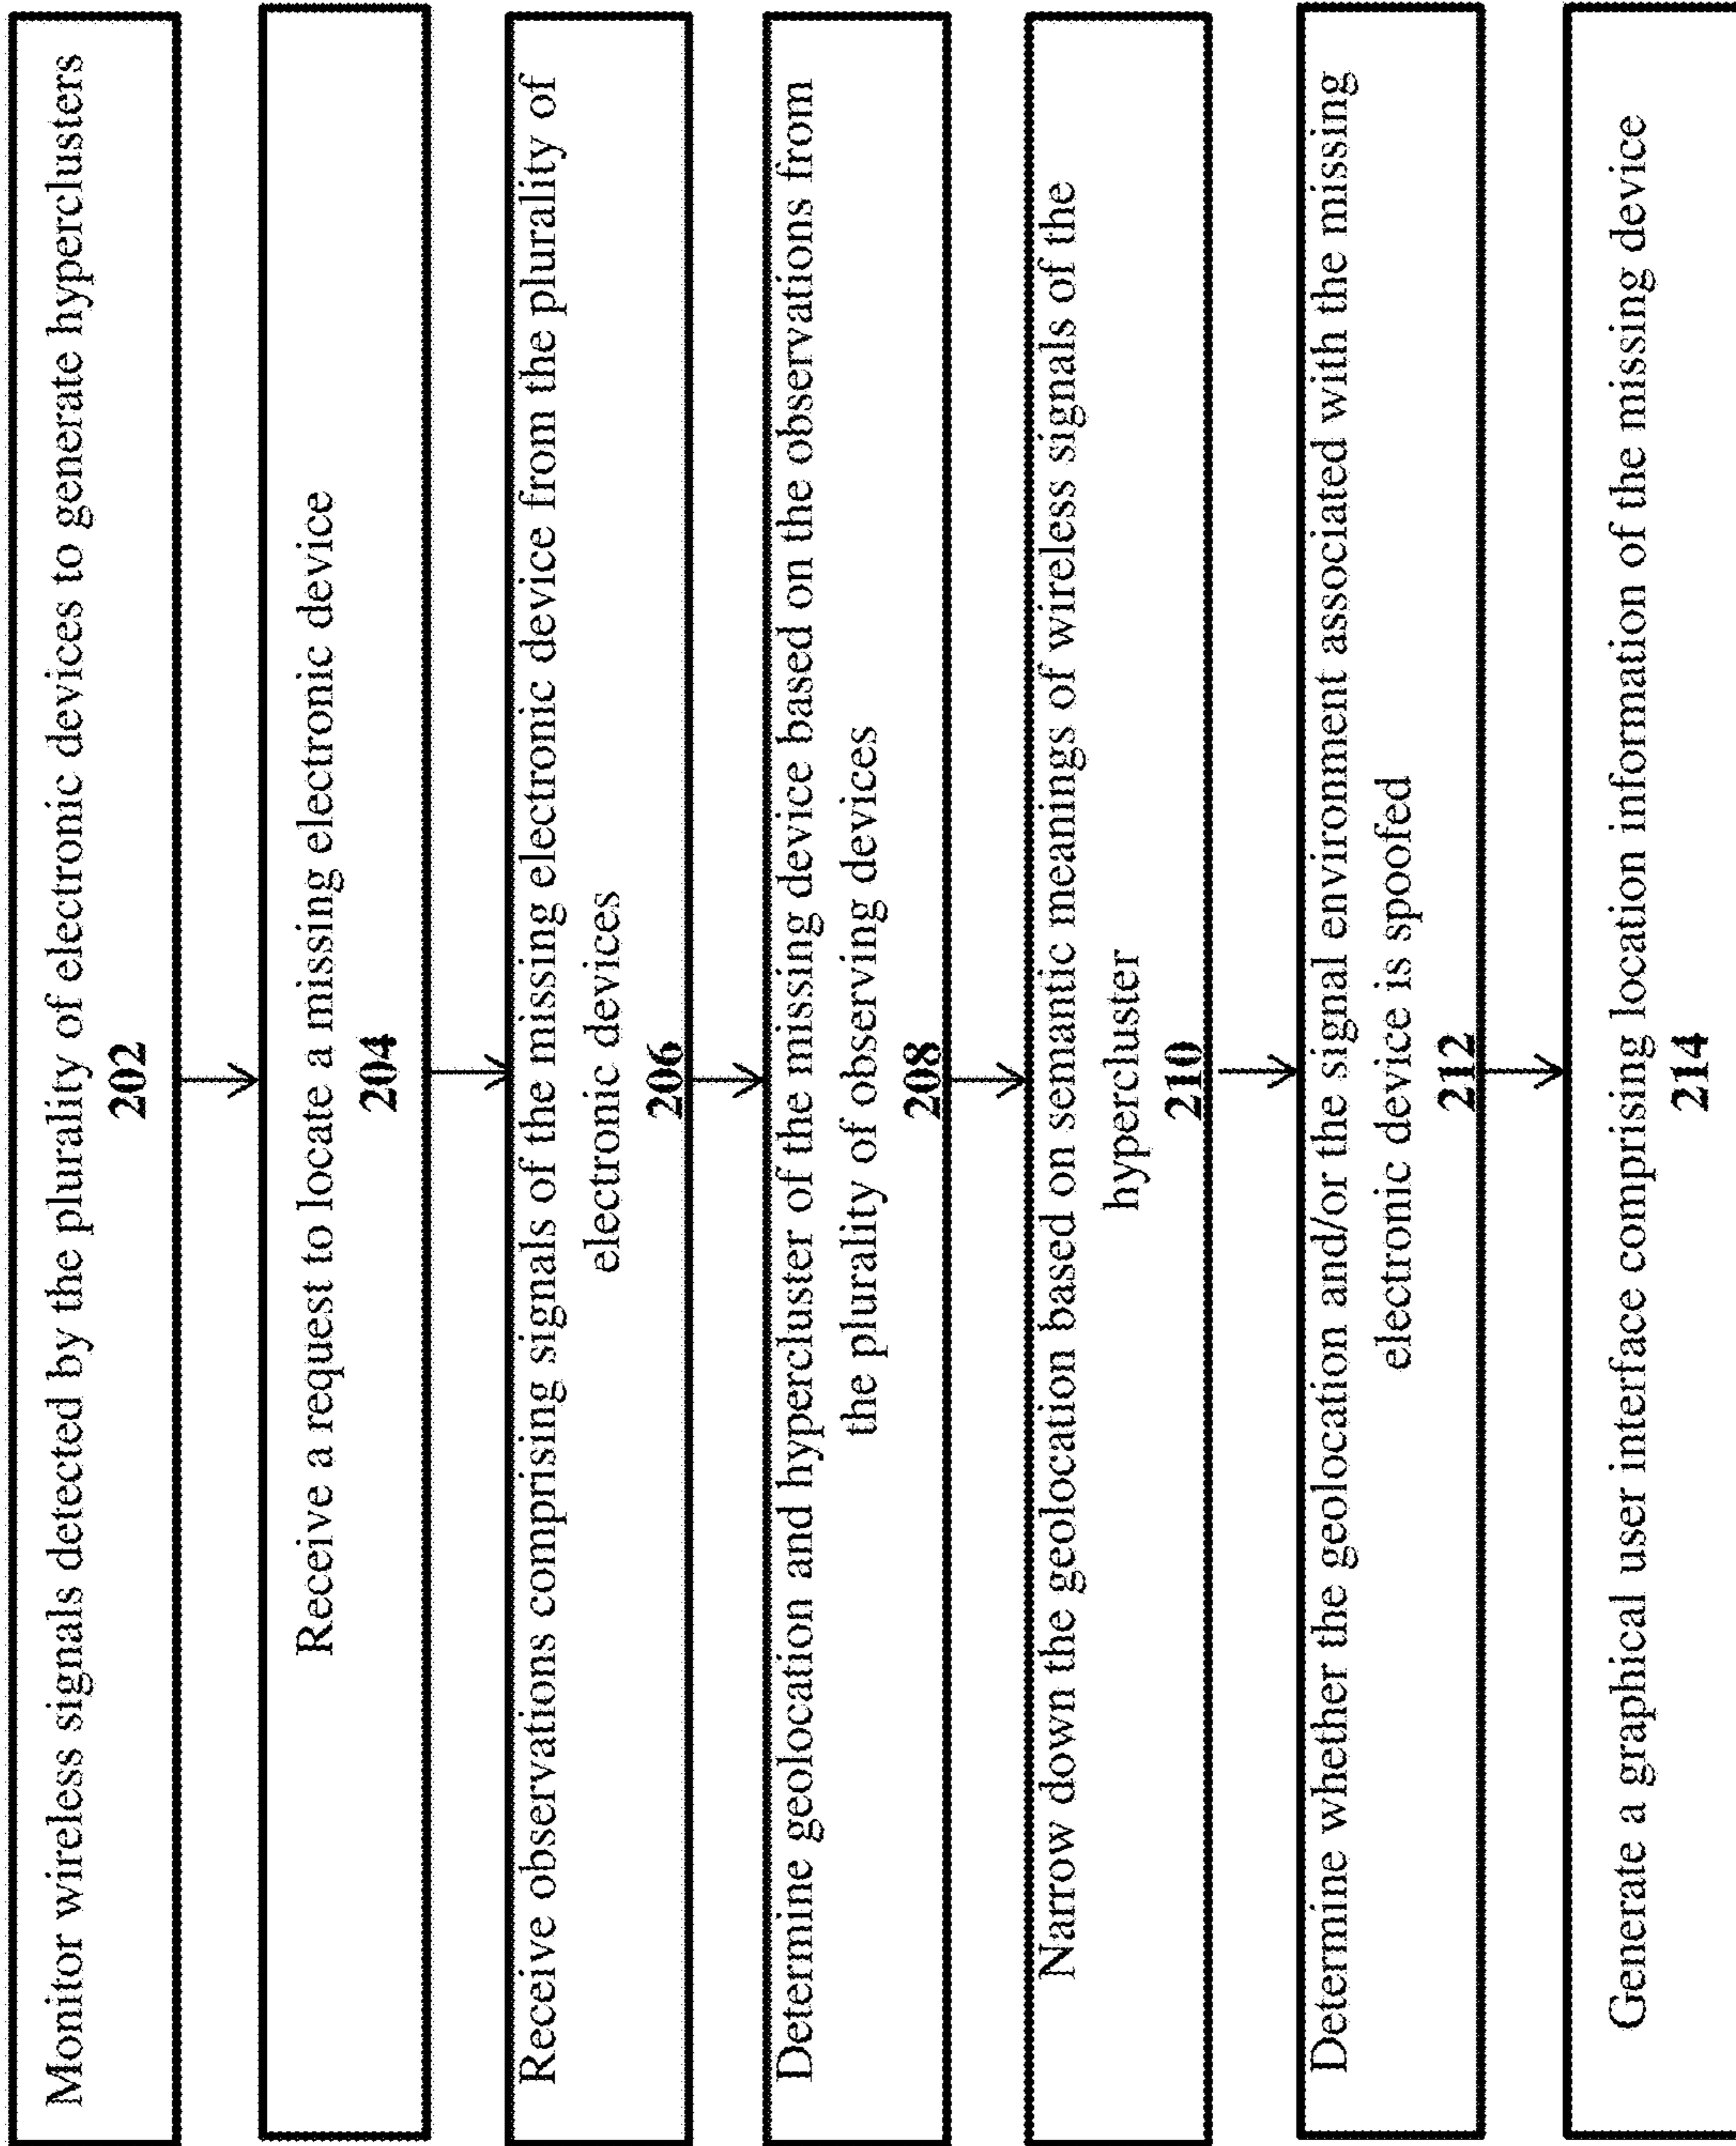 Monitor wireless signals detected by the plurality of electronic devices to generate hyperclusters
202
Receive a request to locate a missing electronic device
204
Receive observations comprising signals of the missing electronic device from the plurality of
electronic devices
206
Determine geolocation and hypercluster of the missing device based on the observations from
the plurality of observing devices
208
Narrow down the geolocation based on semantic meanings of wireless signals of the
hypercluster
210
Determine whether the geolocation and/or the signal environment associated with the missing
electronic device is spoofed
212
Generate a graphical user interface comprising location information of the missing device
214